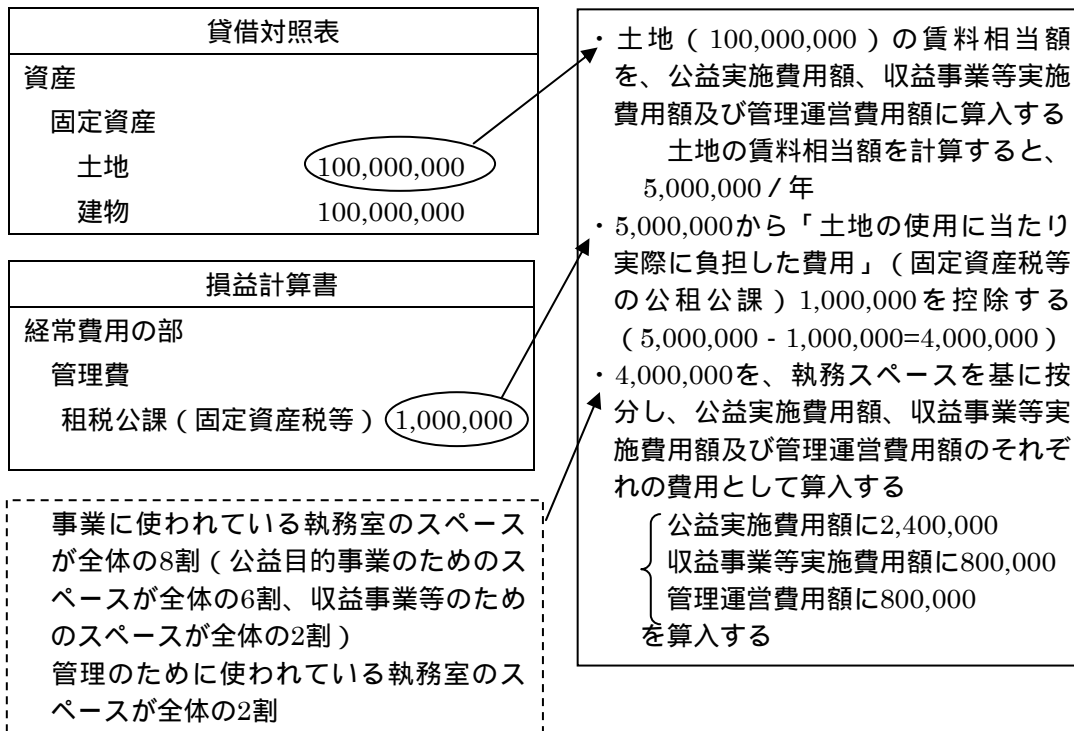 貸借対照表
資産
固定資産
土地 100,000,000
建物 100,000,000
損益計算書
経常費用の部
管理費
租税公課(固定資産税等) 1,000,000
事業に使われている執務室のスペース
が全体の8割(公益目的事業のためのス
ペースが全体の6割、収益事業等のため
のスペースが全体の2割)
管理のために使われている執務室のス
ペースが全体の2割
・土地(100,000,000)の賃料相当額
を、公益実施費用額、収益事業等実施
費用額及び管理運営費用額に算入する
土地の賃料相当額を計算すると、
5,000,000/年
・5,000,000から「土地の使用に当たり
実際に負担した費用」(固定資産税等
の公租公課)1,000,000を控除する
(5,000,000 - 1,000,000=4,000,000)
・4,000,000を、執務スペースを基に按
分し、公益実施費用額、収益事業等実
施費用額及び管理運営費用額のそれぞ
れの費用として算入する
公益実施費用額に2,400,000
収益事業等実施費用額に800,000
管理運営費用額に800,000
を算入する